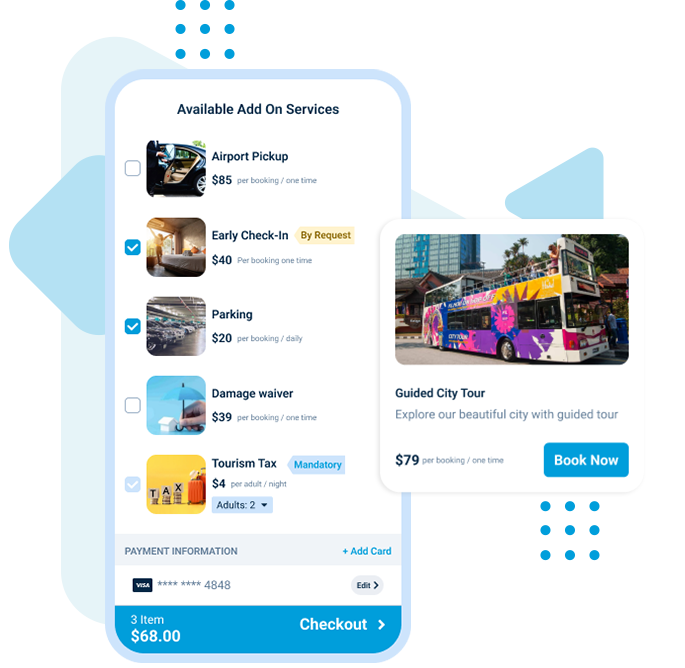 Available Add On Services
Airport Pickup
$85 per booking / one time
Early Check-In By Request
$40 Per booking one time
Parking
$20 per booking / daily
Damage waiver
$39 per booking / one time
TAX
Tourism Tax Mandatory
$4 per adult / night
Adults: 2
PAYMENT INFORMATION + Add Card
VISA **** **** 4848 Edit
3 Item
$68.00 Checkout
CITY TOUR
Guided City Tour
Explore our beautiful city with guided tour
$79 per booking / one time Book Now